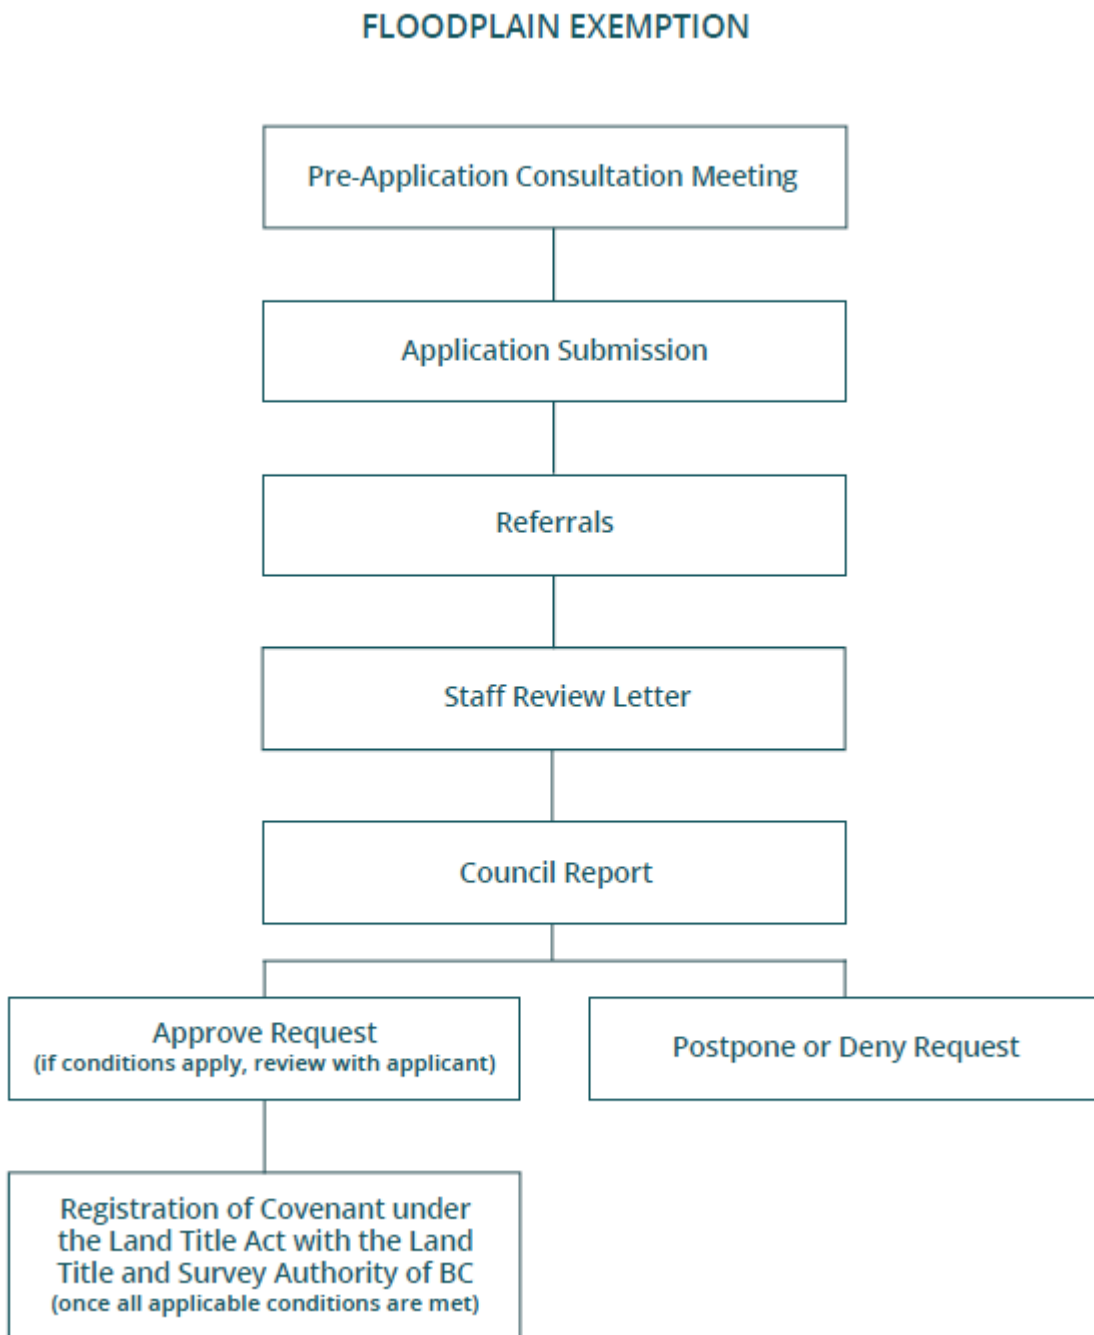 FLOODPLAIN EXEMPTION
Pre-Application Consultation Meeting
Application Submission
Referrals
Staff Review Letter
Council Report
Approve Request
(if conditions apply, review with applicant)
Postpone or Deny Request
Registration of Covenant under
the Land Title Act with the Land
Title and Survey Authority of BC
(once all applicable conditions are met)